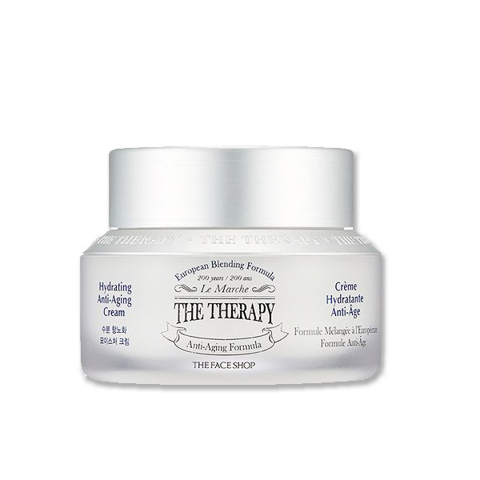 THE THERAPY · THE THERAPY · THE THERAPY
European Blending Formula
200 years / 200 ans
Le Marche
THE THERAPY
Anti-Aging Formula
THE FACE SHOP
Hydrating
Anti-Aging
Cream
수분 항노화
모이스처 크림
Crème
Hydratante
Anti-Âge
Formule Mélangée à l'Européenne
Formule Anti-Âge